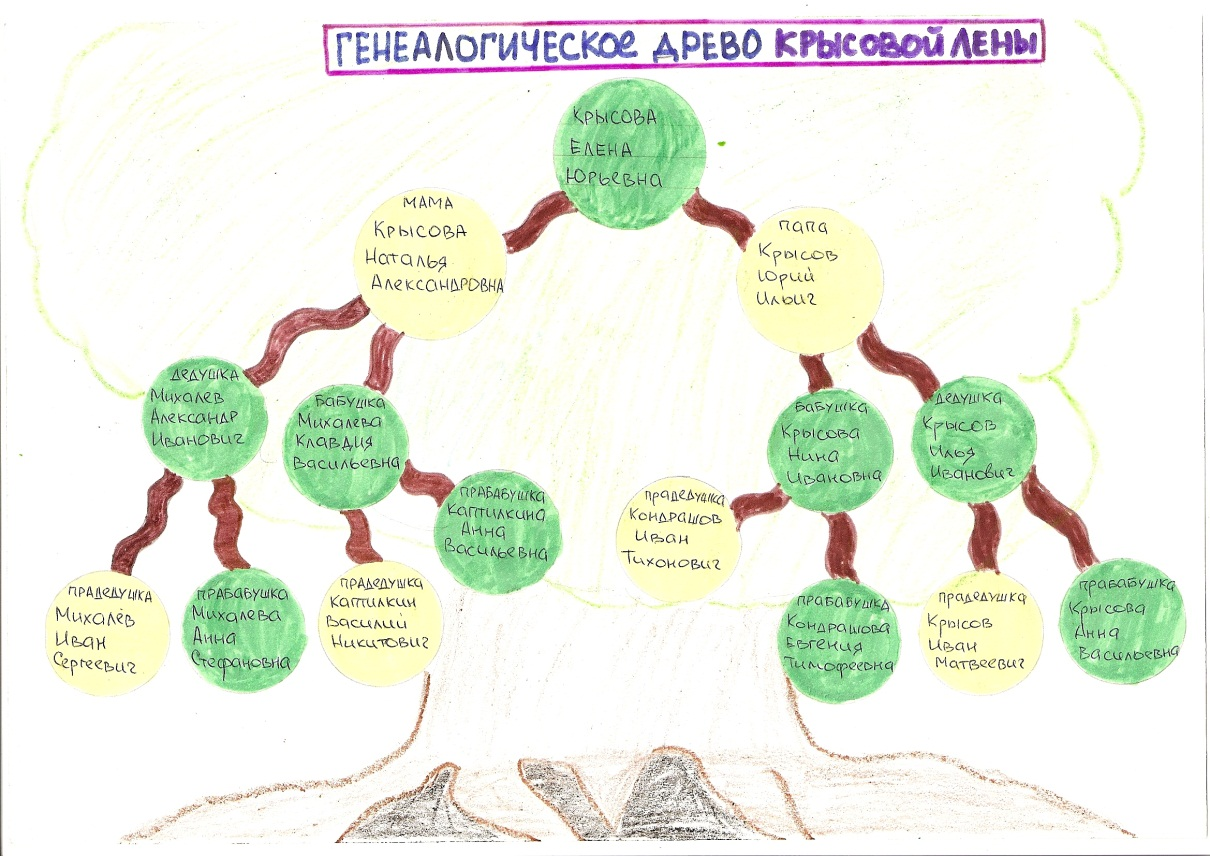 ГЕНЕАЛОГИЧЕСКОЕ ДРЕВО КРЫСОВОЙ ЛЕНЫ
КРЫСОВА
ЕЛЕНА
ЮРЬЕВНА
МАМА
КРЫСОВА
НАТАЛЬЯ
АЛЕКСАНДРОВНА
ПАПА
КРЫСОВ
ЮРИЙ
ИЛЬИЧ
ДЕДУШКА
МИХАЛЕВ
АЛЕКСАНДР
ИВАНОВИЧ
БАБУШКА
МИХАЛЕВА
КЛАВДИЯ
ВАСИЛЬЕВНА
БАБУШКА
КРЫСОВА
НИНА
ИВАНОВНА
ДЕДУШКА
КРЫСОВ
ИЛЬЯ
ИВАНОВИЧ
ПРАДЕДУШКА
МИХАЛЁВ
ИВАН
СЕРГЕЕВИЧ
ПРАБАБУШКА
МИХАЛЕВА
АННА
СТЕФАНОВНА
ПРАДЕДУШКА
КАПТИЛКИН
ВАСИЛИЙ
НИКИТОВИЧ
ПРАБАБУШКА
КАПТИЛКИНА
АННА
ВАСИЛЬЕВНА
ПРАДЕДУШКА
КОНДРАШОВ
ИВАН
ТИХОНОВИЧ
ПРАБАБУШКА
КОНДРАШОВА
ЕВГЕНИЯ
ТИМОФЕЕВНА
ПРАДЕДУШКА
КРЫСОВ
ИВАН
МАТВЕЕВИЧ
ПРАБАБУШКА
КРЫСОВА
АННА
ВАСИЛЬЕВНА